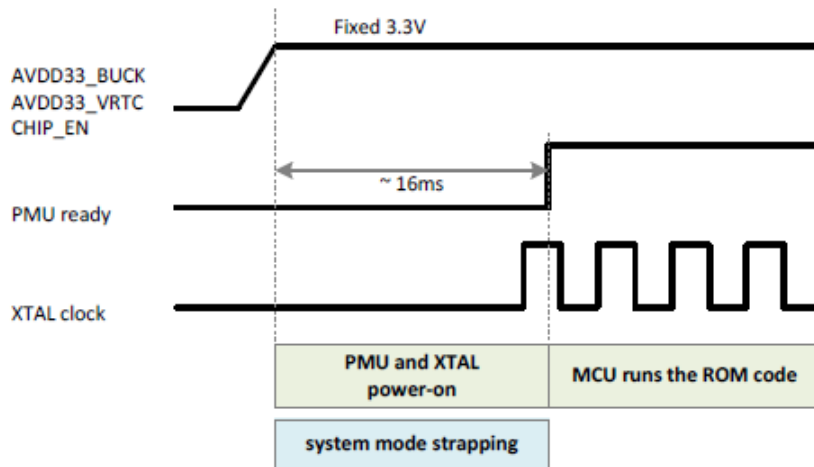 Fixed 3.3V
AVDD33_BUCK
AVDD33_VRTC
CHIP_EN
~ 16ms
PMU ready
XTAL clock
PMU and XTAL
power-on
MCU runs the ROM code
system mode strapping